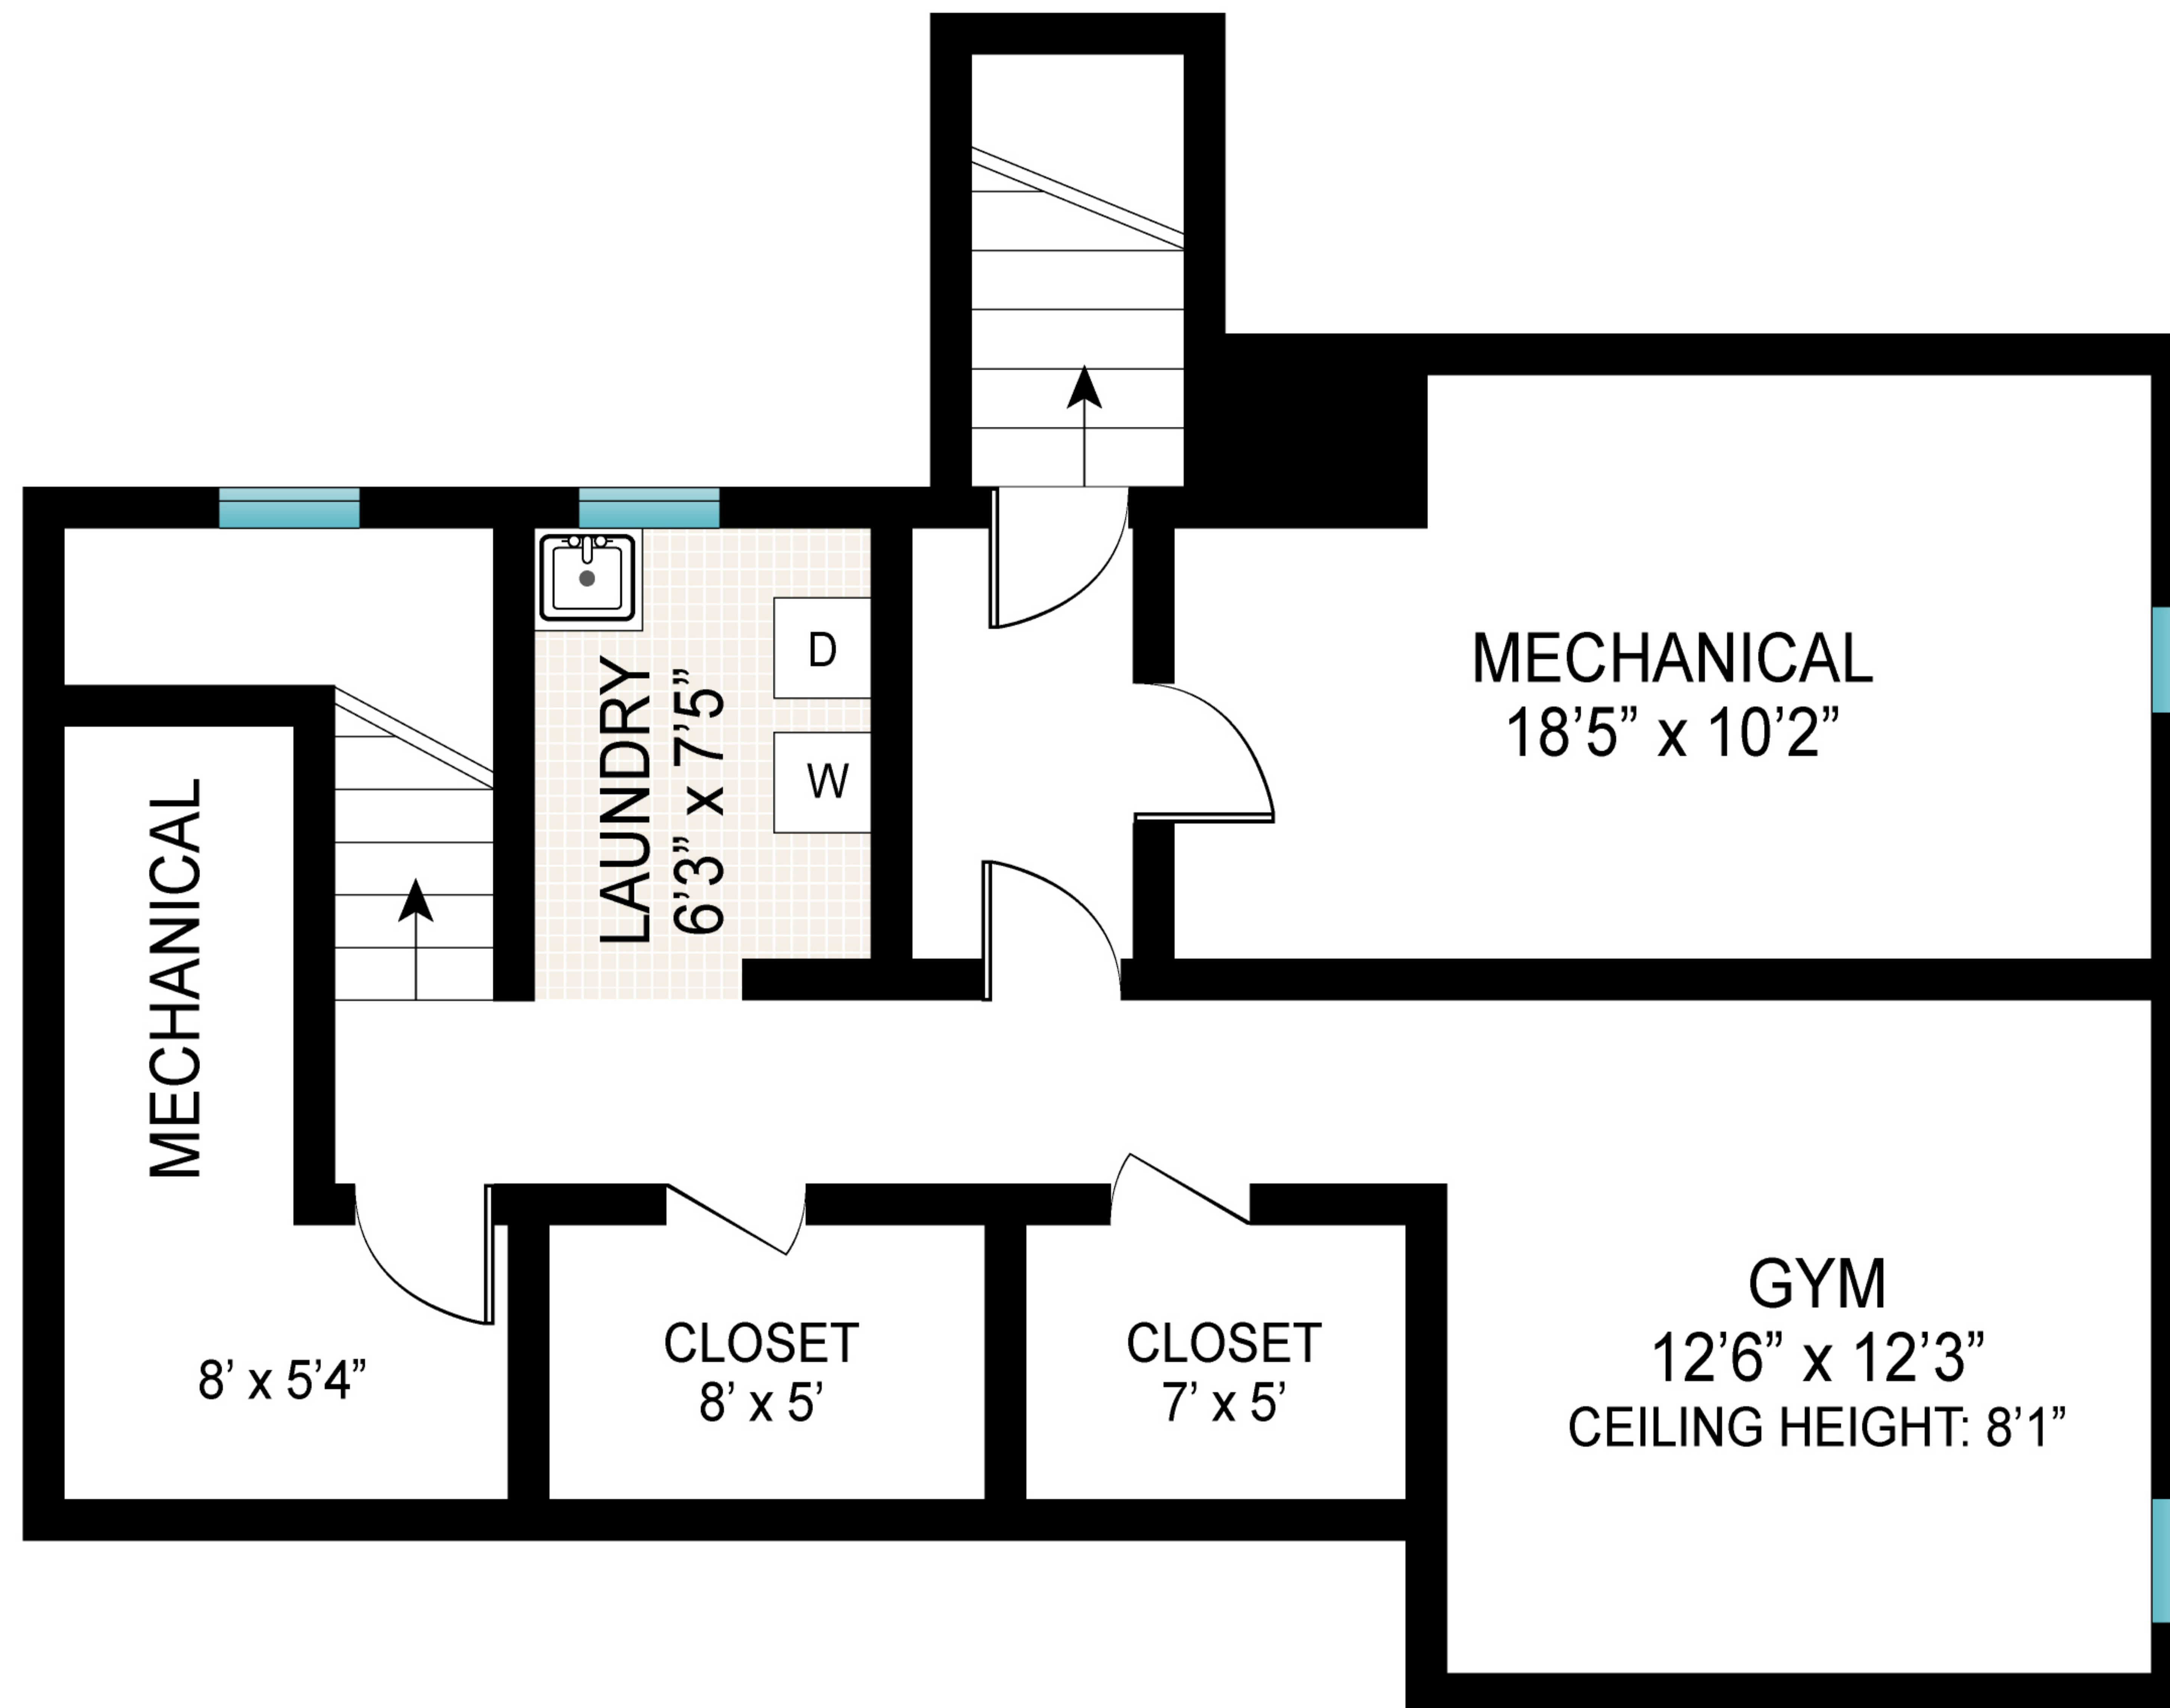 MECHANICAL
18’5” x 10’2”
D
W
LAUNDRY
6’3” x 7’5”
MECHANICAL
8’ x 5’4”
CLOSET
8’ x 5’
CLOSET
7’ x 5’
GYM
12’6” x 12’3”
CEILING HEIGHT: 8’1”